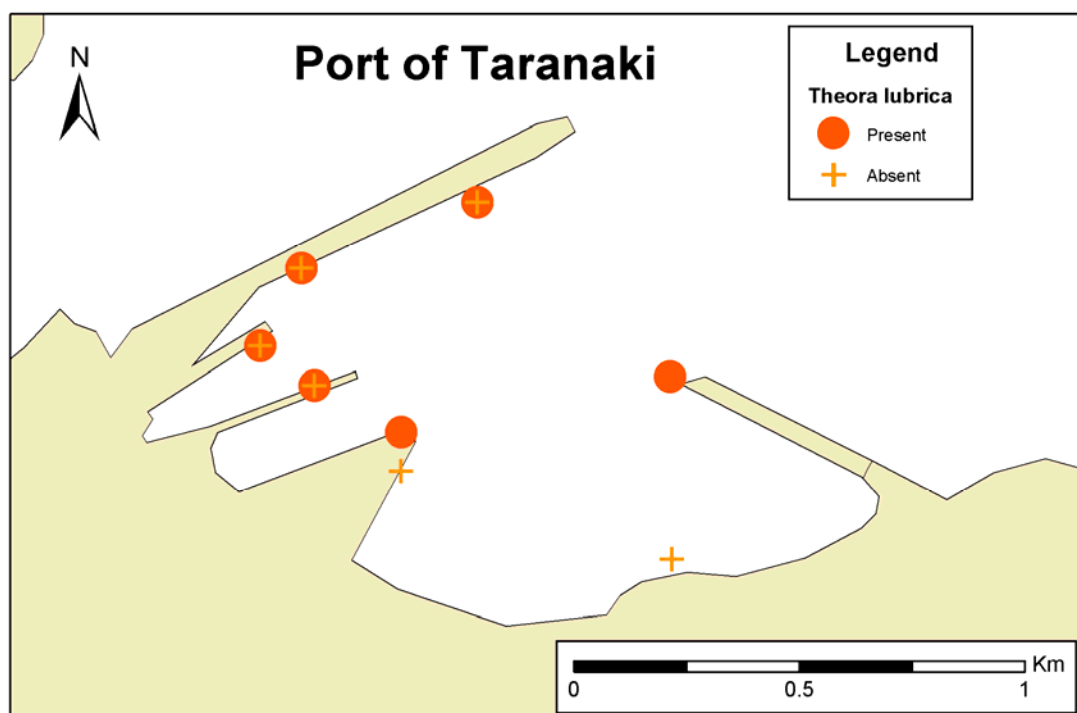 Port of Taranaki
N
Legend
Theora lubrica
Present
Absent
Km
0 0.5 1